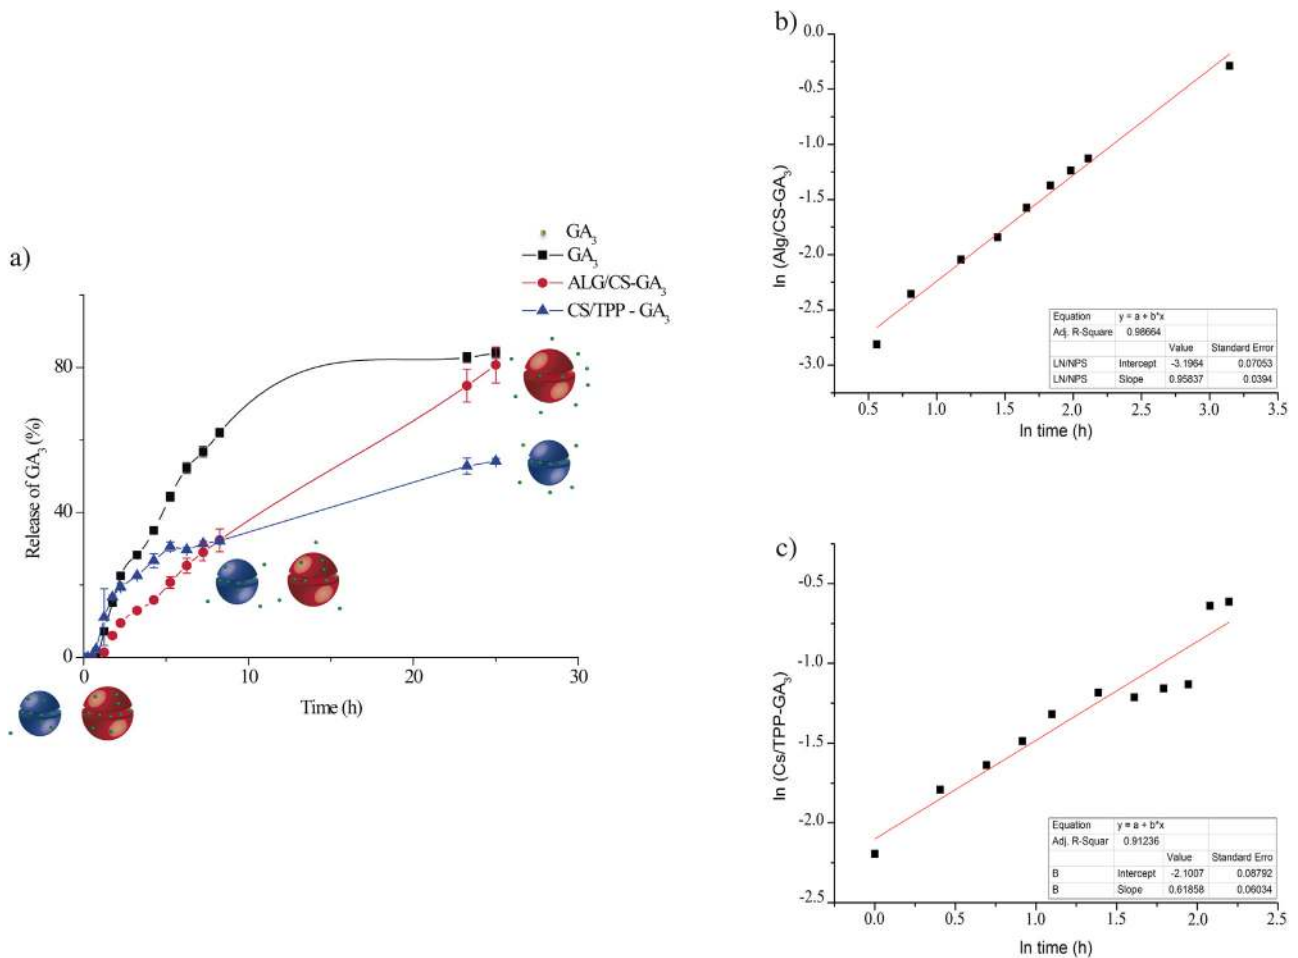 a)
GA3
GA3
ALG/CS-GA3
CS/TPP - GA3
Release of GA3 (%)
80
40
0
0
10
20
30
Time (h)
b)
ln (Alg/CS-GA3)
0.0
-0.5
-1.0
-1.5
-2.0
-2.5
-3.0
Equation y = a + b*x
Adj. R-Square 0.98664
Value Standard Error
LN/NPS Intercept -3.1964 0.07053
LN/NPS Slope 0.95837 0.0394
0.5 1.0 1.5 2.0 2.5 3.0 3.5
ln time (h)
c)
ln (Cs/TPP-GA3)
-0.5
-1.0
-1.5
-2.0
-2.5
Equation y = a + b*x
Adj. R-Squar 0.91236
Value Standard Erro
B Intercept -2.1007 0.08792
B Slope 0.61858 0.06034
0.0 0.5 1.0 1.5 2.0 2.5
ln time (h)